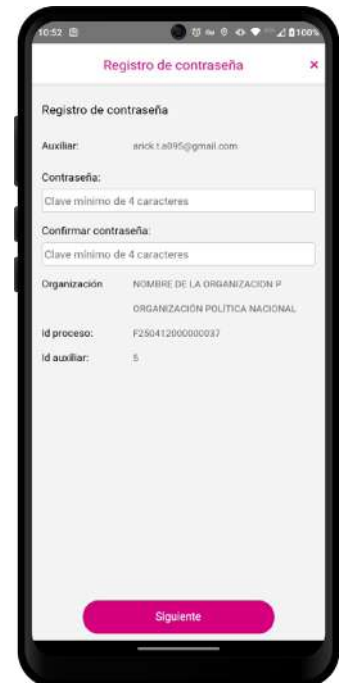 10:52
100%
Registro de contraseña ×
Registro de contraseña
Auxiliar: arick.t.a095@gmail.com
Contraseña:
Clave mínimo de 4 caracteres
Confirmar contraseña:
Clave mínimo de 4 caracteres
Organización NOMBRE DE LA ORGANIZACION P
ORGANIZACIÓN POLÍTICA NACIONAL
Id proceso: F250412000000037
Id auxiliar: 5
Siguiente